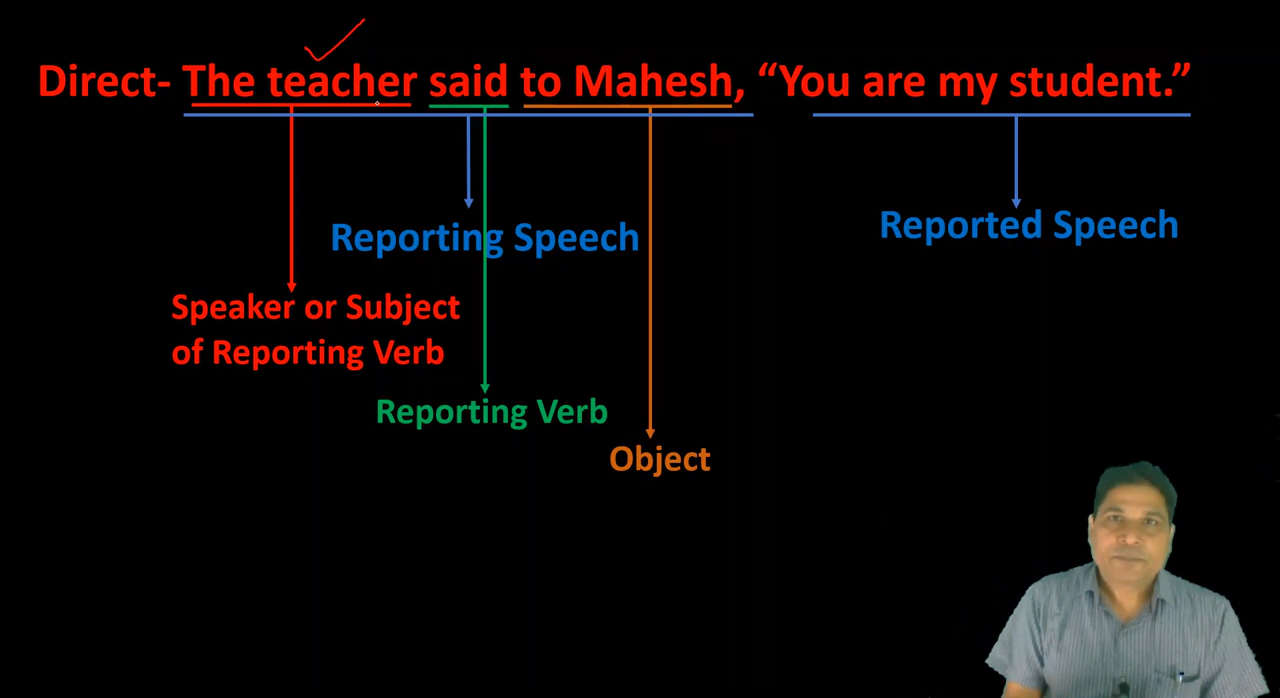 Direct- The teacher said to Mahesh, “You are my student.”
Reporting Speech
Reported Speech
Speaker or Subject
of Reporting Verb
Reporting Verb
Object